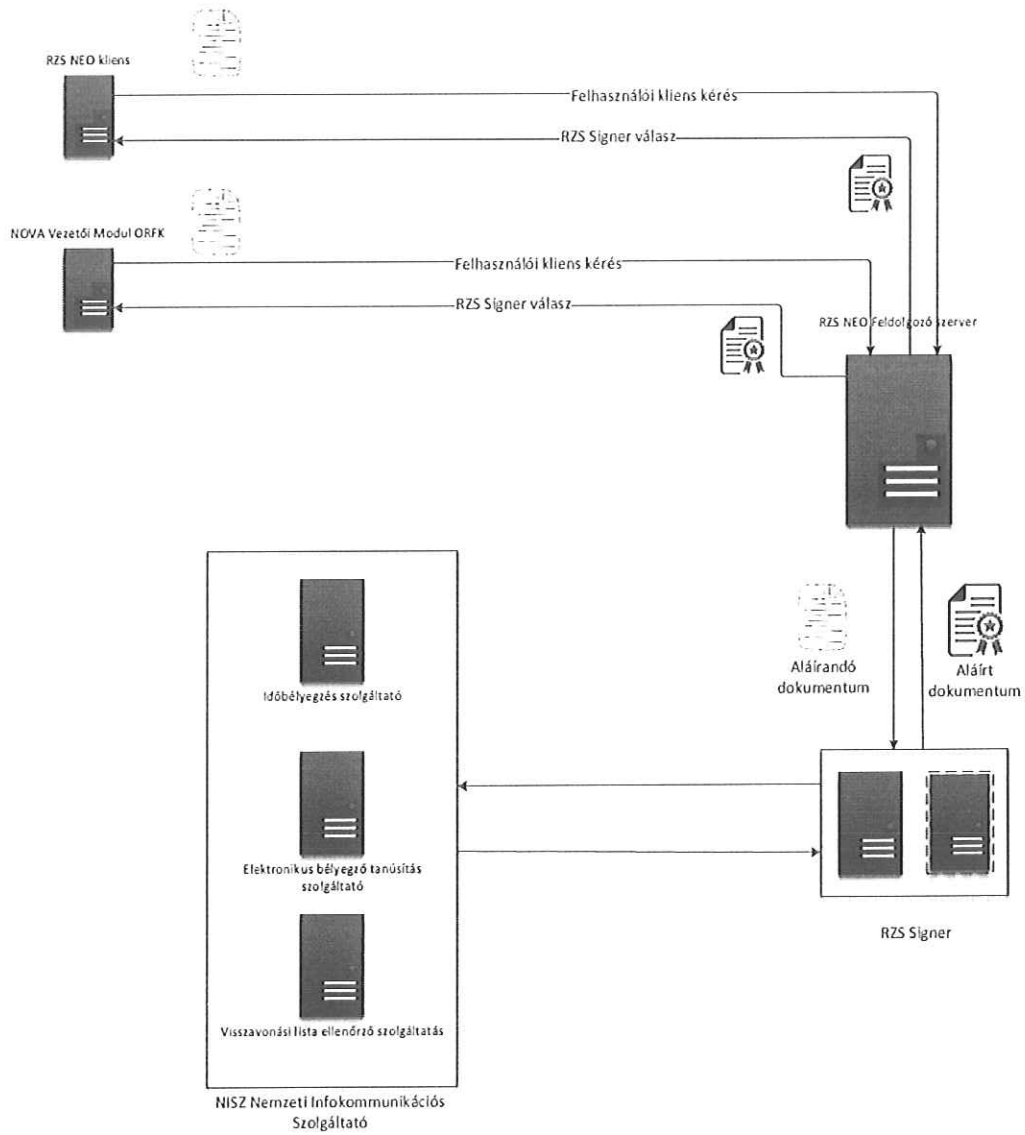 RZS NEO kliens
Felhasználói kliens kérés
RZS Signer válasz
NOVA Vezetői Modul ORFK
Felhasználói kliens kérés
RZS Signer válasz
RZS NEO Feldolgozó szerver
Időbélyegzés szolgáltató
Aláírandó
dokumentum
Aláírt
dokumentum
Elektronikus bélyegző tanúsítás
szolgáltató
RZS Signer
Visszavonási lista ellenőrző szolgáltatás
NISZ Nemzeti Infokommunikációs
Szolgáltató